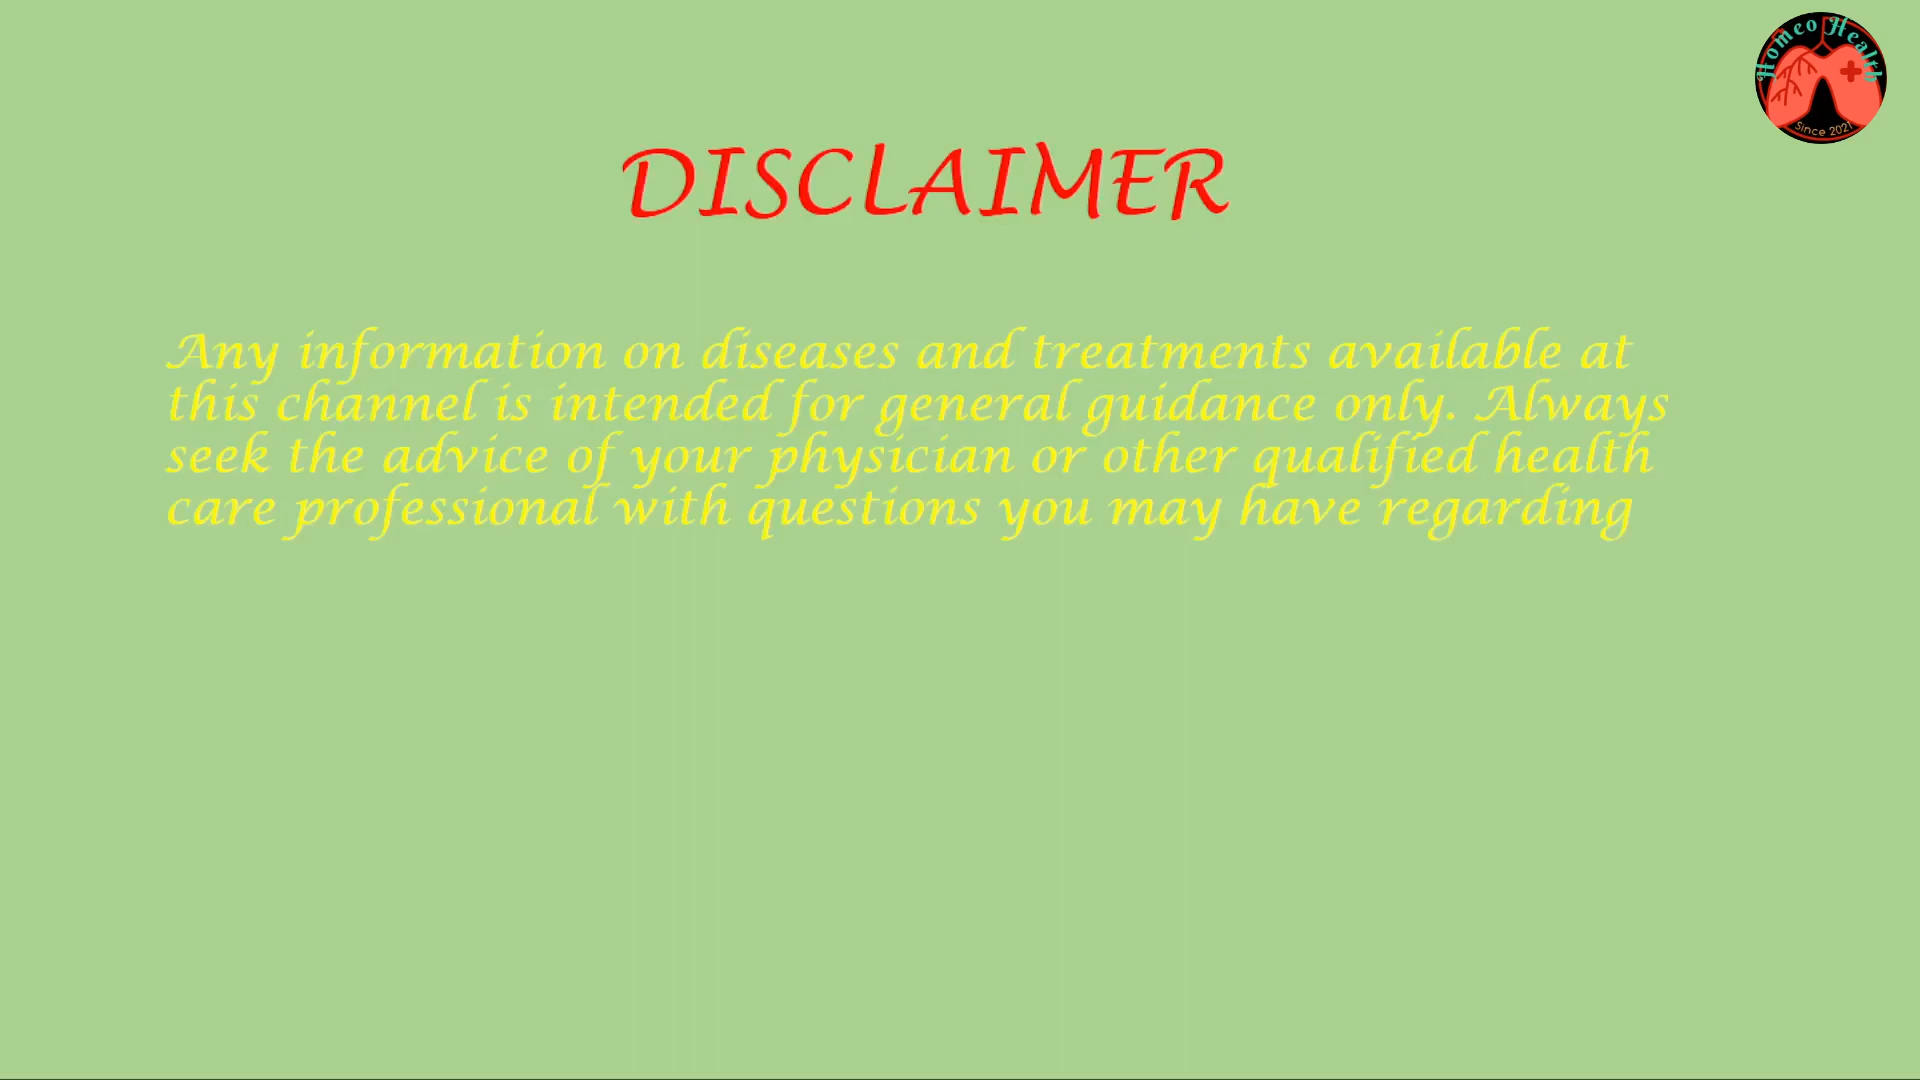 Homeo Health
Since 2021
DISCLAIMER
Any information on diseases and treatments available at
this channel is intended for general guidance only. Always
seek the advice of your physician or other qualified health
care professional with questions you may have regarding